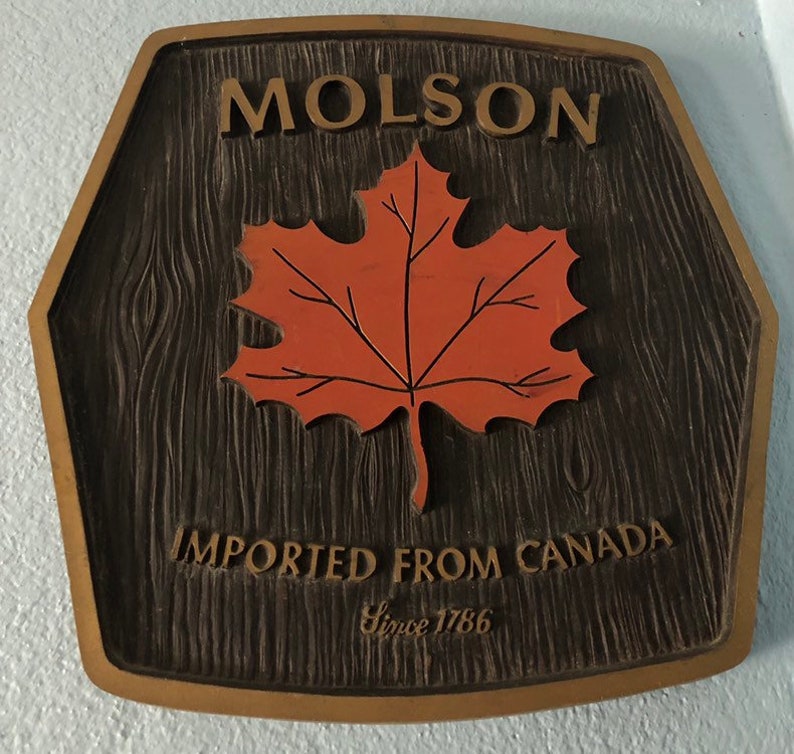 MOLSON
IMPORTED FROM CANADA
Since 1786